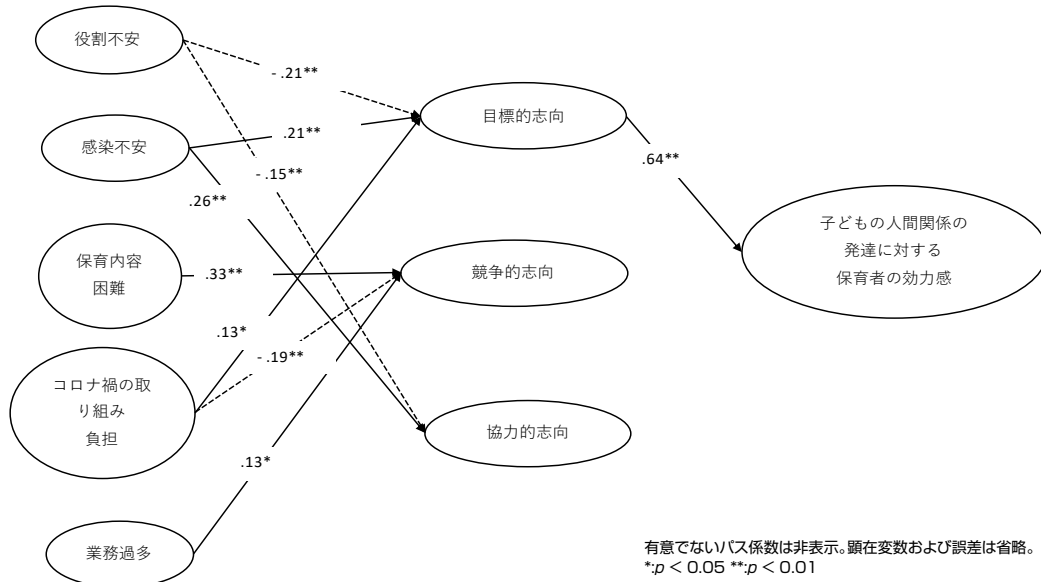 役割不安
- .21**
目標的志向
感染不安
.21**
.64**
- .15**
.26**
子どもの人間関係の
発達に対する
保育者の効力感
保育内容
困難
.33**
競争的志向
.13*
- .19**
コロナ禍の取
り組み
負担
協力的志向
.13*
業務過多
有意でないパス係数は非表示。顕在変数および誤差は省略。
*:p < 0.05 **:p < 0.01